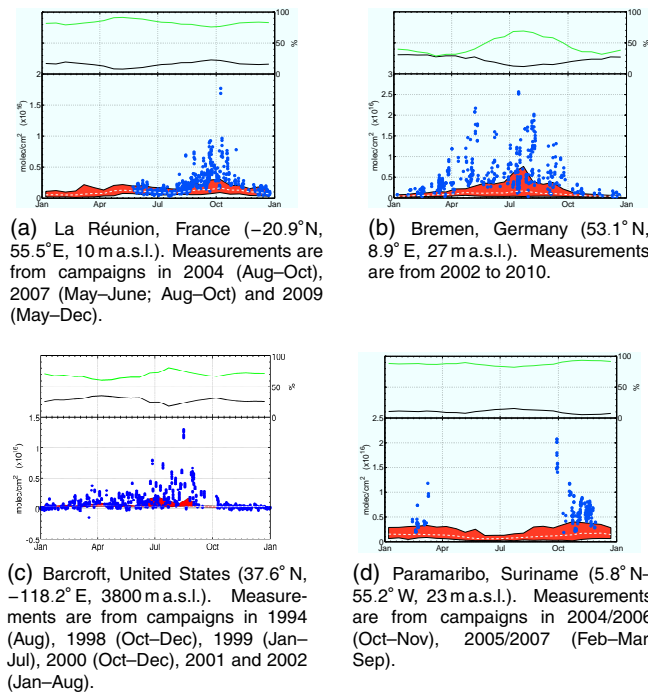 100
50
%
0
2
1.5
1
0.5
0
molec/cm² (x10¹⁶)
Jan Apr Jul Oct Jan
(a) La Réunion, France (−20.9°N,
55.5°E, 10 m a.s.l.). Measurements are
from campaigns in 2004 (Aug–Oct),
2007 (May–June; Aug–Oct) and 2009
(May–Dec).
100
50
%
0
3
2.5
2
1.5
1
0.5
0
molec/cm² (x10¹⁶)
Jan Apr Jul Oct Jan
(b) Bremen, Germany (53.1°N,
8.9°E, 27 m a.s.l.). Measurements
are from 2002 to 2010.
100
50
%
0
1.5
1
0.5
0
-0.5
molec/cm² (x10¹⁶)
Jan Apr Jul Oct Jan
(c) Barcroft, United States (37.6°N,
−118.2°E, 3800 m a.s.l.). Measure-
ments are from campaigns in 1994
(Aug), 1998 (Oct–Dec), 1999 (Jan–
Jul), 2000 (Oct–Dec), 2001 and 2002
(Jan–Aug).
100
50
%
0
2.5
2
1.5
1
0.5
0
molec/cm² (x10¹⁶)
Jan Apr Jul Oct Jan
(d) Paramaribo, Suriname (5.8°N–
55.2°W, 23 m a.s.l.). Measurements
are from campaigns in 2004/2006
(Oct–Nov), 2005/2007 (Feb–Mar
Sep).